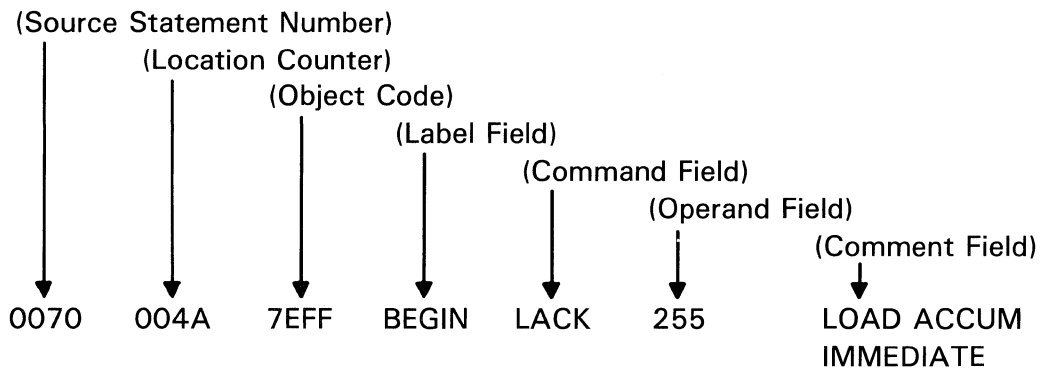 (Source Statement Number)
(Location Counter)
(Object Code)
(Label Field)
(Command Field)
(Operand Field)
(Comment Field)
0070 004A 7EFF BEGIN LACK 255 LOAD ACCUM
IMMEDIATE